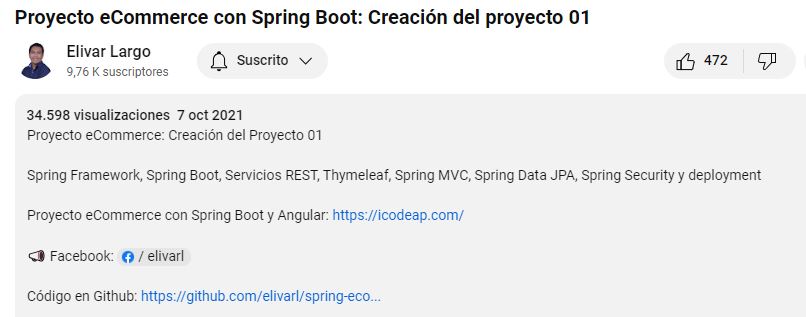 Proyecto eCommerce con Spring Boot: Creación del proyecto 01
Elivar Largo
9,76 K suscriptores
Suscrito
472
34.598 visualizaciones 7 oct 2021
Proyecto eCommerce: Creación del Proyecto 01
Spring Framework, Spring Boot, Servicios REST, Thymeleaf, Spring MVC, Spring Data JPA, Spring Security y deployment
Proyecto eCommerce con Spring Boot y Angular: https://icodeap.com/
Facebook: / elivarl
Código en Github: https://github.com/elivarl/spring-eco...